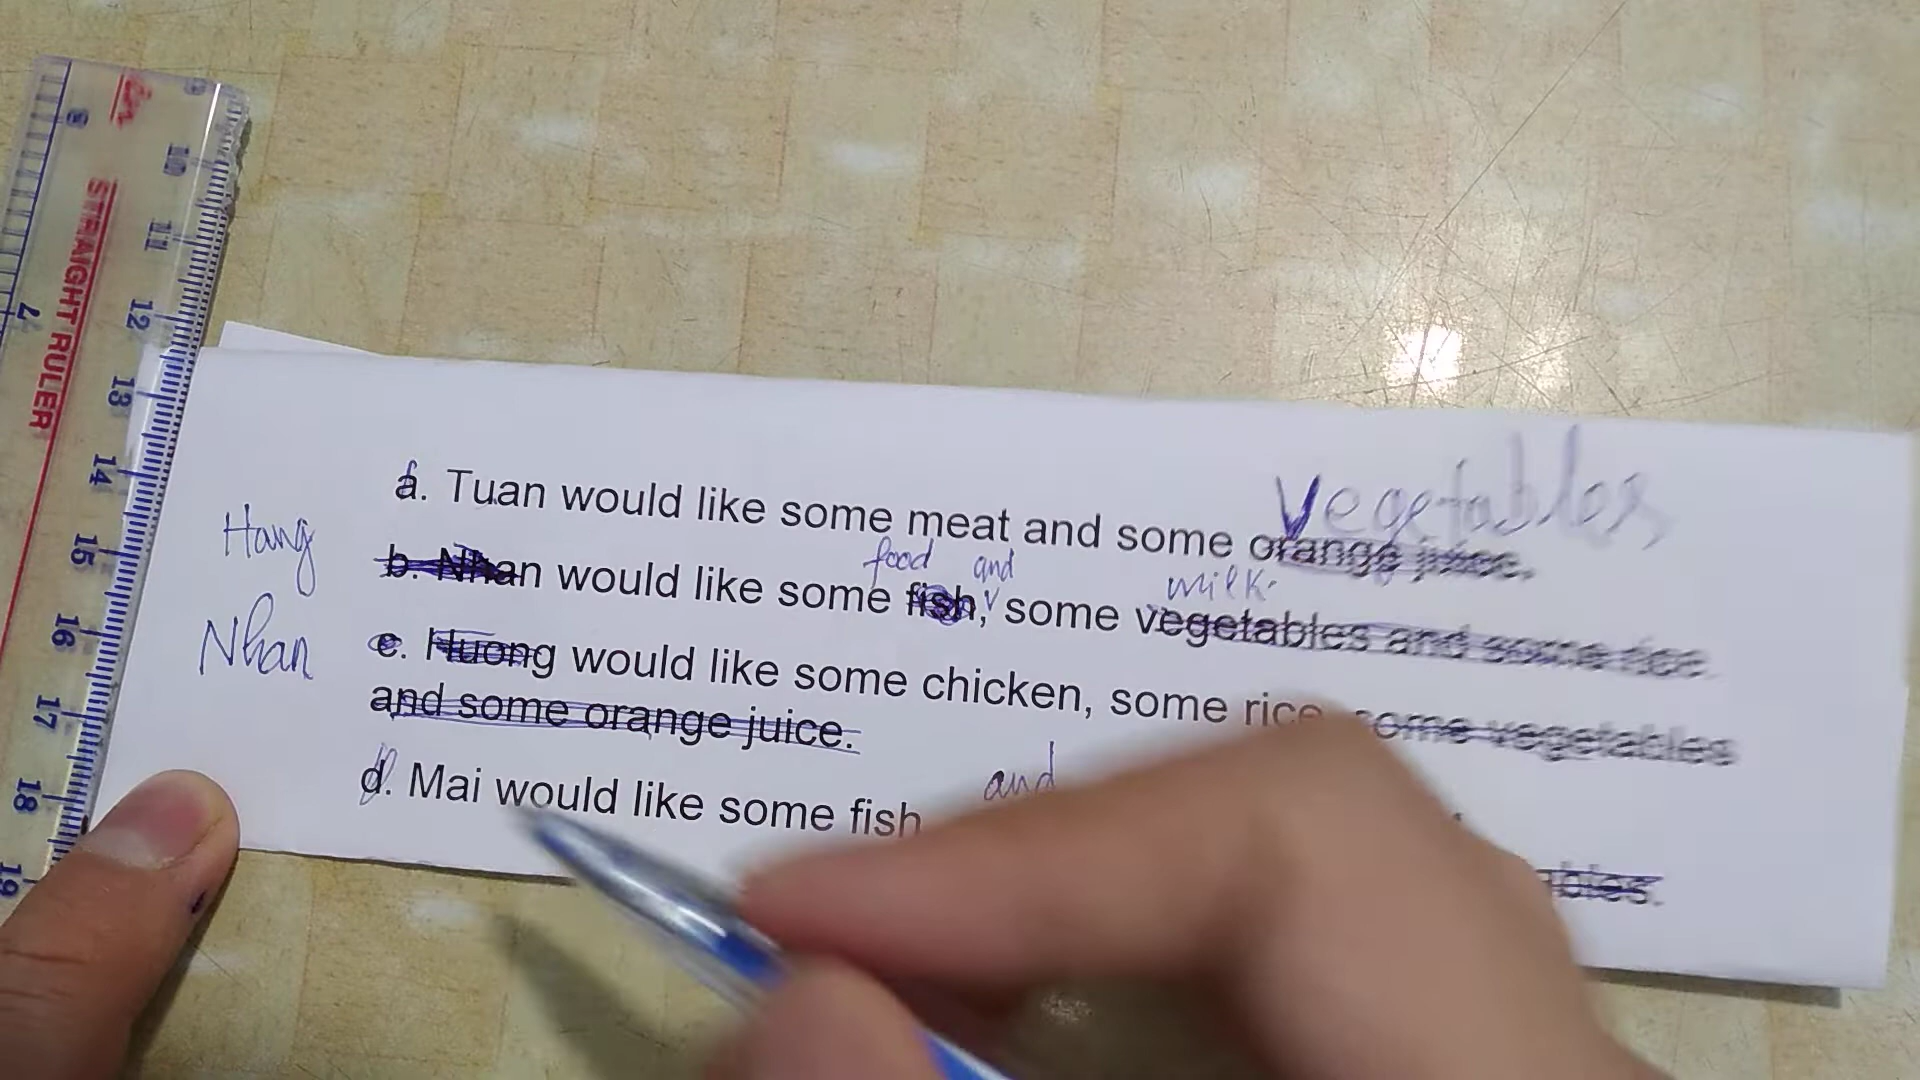 vegetables
a. Tuan would like some meat and some orange juice.
food and milk.
Hang
b. Nhan would like some fish, some vegetables and some rice.
Nhan
e. Huong would like some chicken, some rice, some vegetables
and some orange juice.
and
d. Mai would like some fish
STRAIGHT RULER
7
8
10
11
12
13
14
15
16
17
18
19